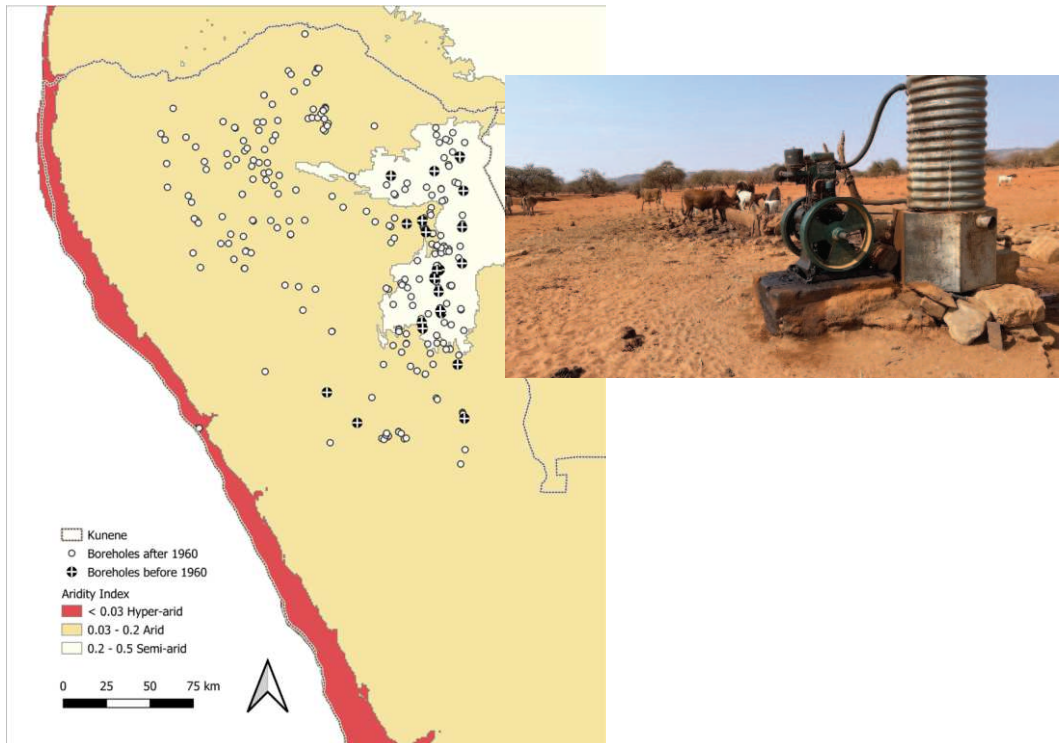 Kunene
Boreholes after 1960
Boreholes before 1960
Aridity Index
< 0.03 Hyper-arid
0.03 - 0.2 Arid
0.2 - 0.5 Semi-arid
0 25 50 75 km